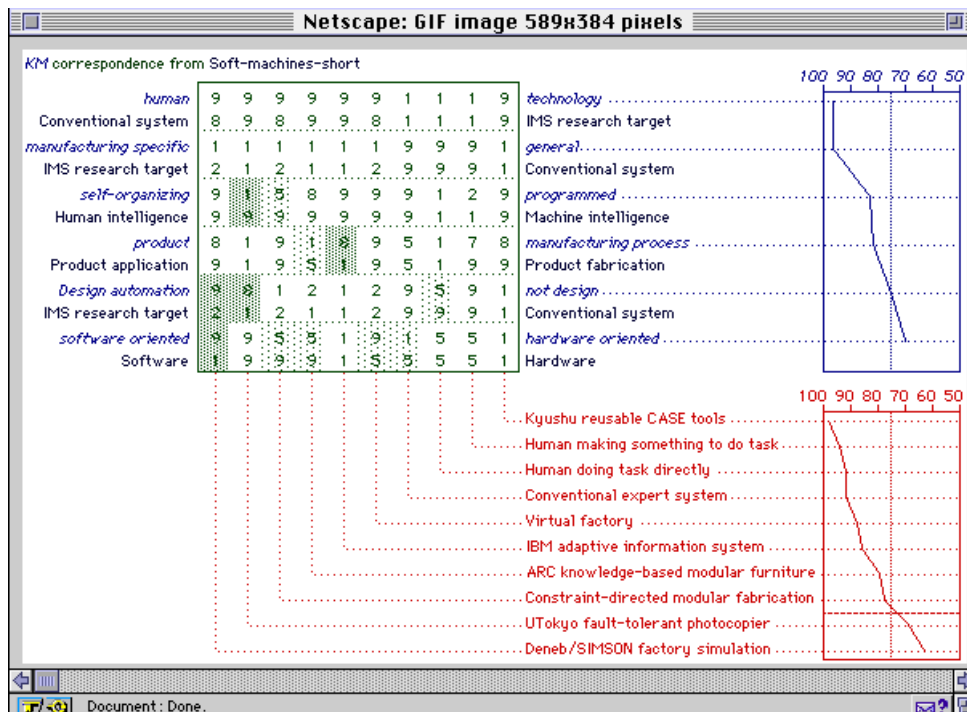 Netscape: GIF image 589x384 pixels
KM correspondence from Soft-machines-short
100 90 80 70 60 50
human 9 9 9 9 9 9 1 1 1 9 technology
Conventional system 8 9 8 9 9 8 1 1 1 9 IMS research target
manufacturing specific 1 1 1 1 1 1 9 9 9 1 general
IMS research target 2 1 2 1 1 2 9 9 9 1 Conventional system
self-organizing 9 1 5 8 9 9 9 1 2 9 programmed
Human intelligence 9 9 9 9 9 9 9 1 1 9 Machine intelligence
product 8 1 9 1 8 9 5 1 7 8 manufacturing process
Product application 9 1 9 5 1 9 5 1 9 9 Product fabrication
Design automation 9 8 1 2 1 2 9 5 9 1 not design
IMS research target 2 1 2 1 1 2 9 9 9 1 Conventional system
software oriented 9 9 5 5 1 9 1 5 5 1 hardware oriented
Software 1 9 9 9 1 5 5 5 5 1 Hardware
100 90 80 70 60 50
Kyushu reusable CASE tools
Human making something to do task
Human doing task directly
Conventional expert system
Virtual factory
IBM adaptive information system
ARC knowledge-based modular furniture
Constraint-directed modular fabrication
UTokyo fault-tolerant photocopier
Deneb/SIMSON factory simulation
Document: Done.
?